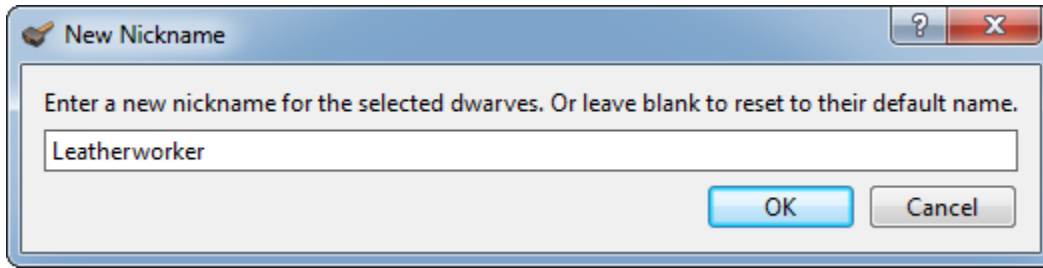 New Nickname
Enter a new nickname for the selected dwarves. Or leave blank to reset to their default name.
Leatherworker
OK Cancel